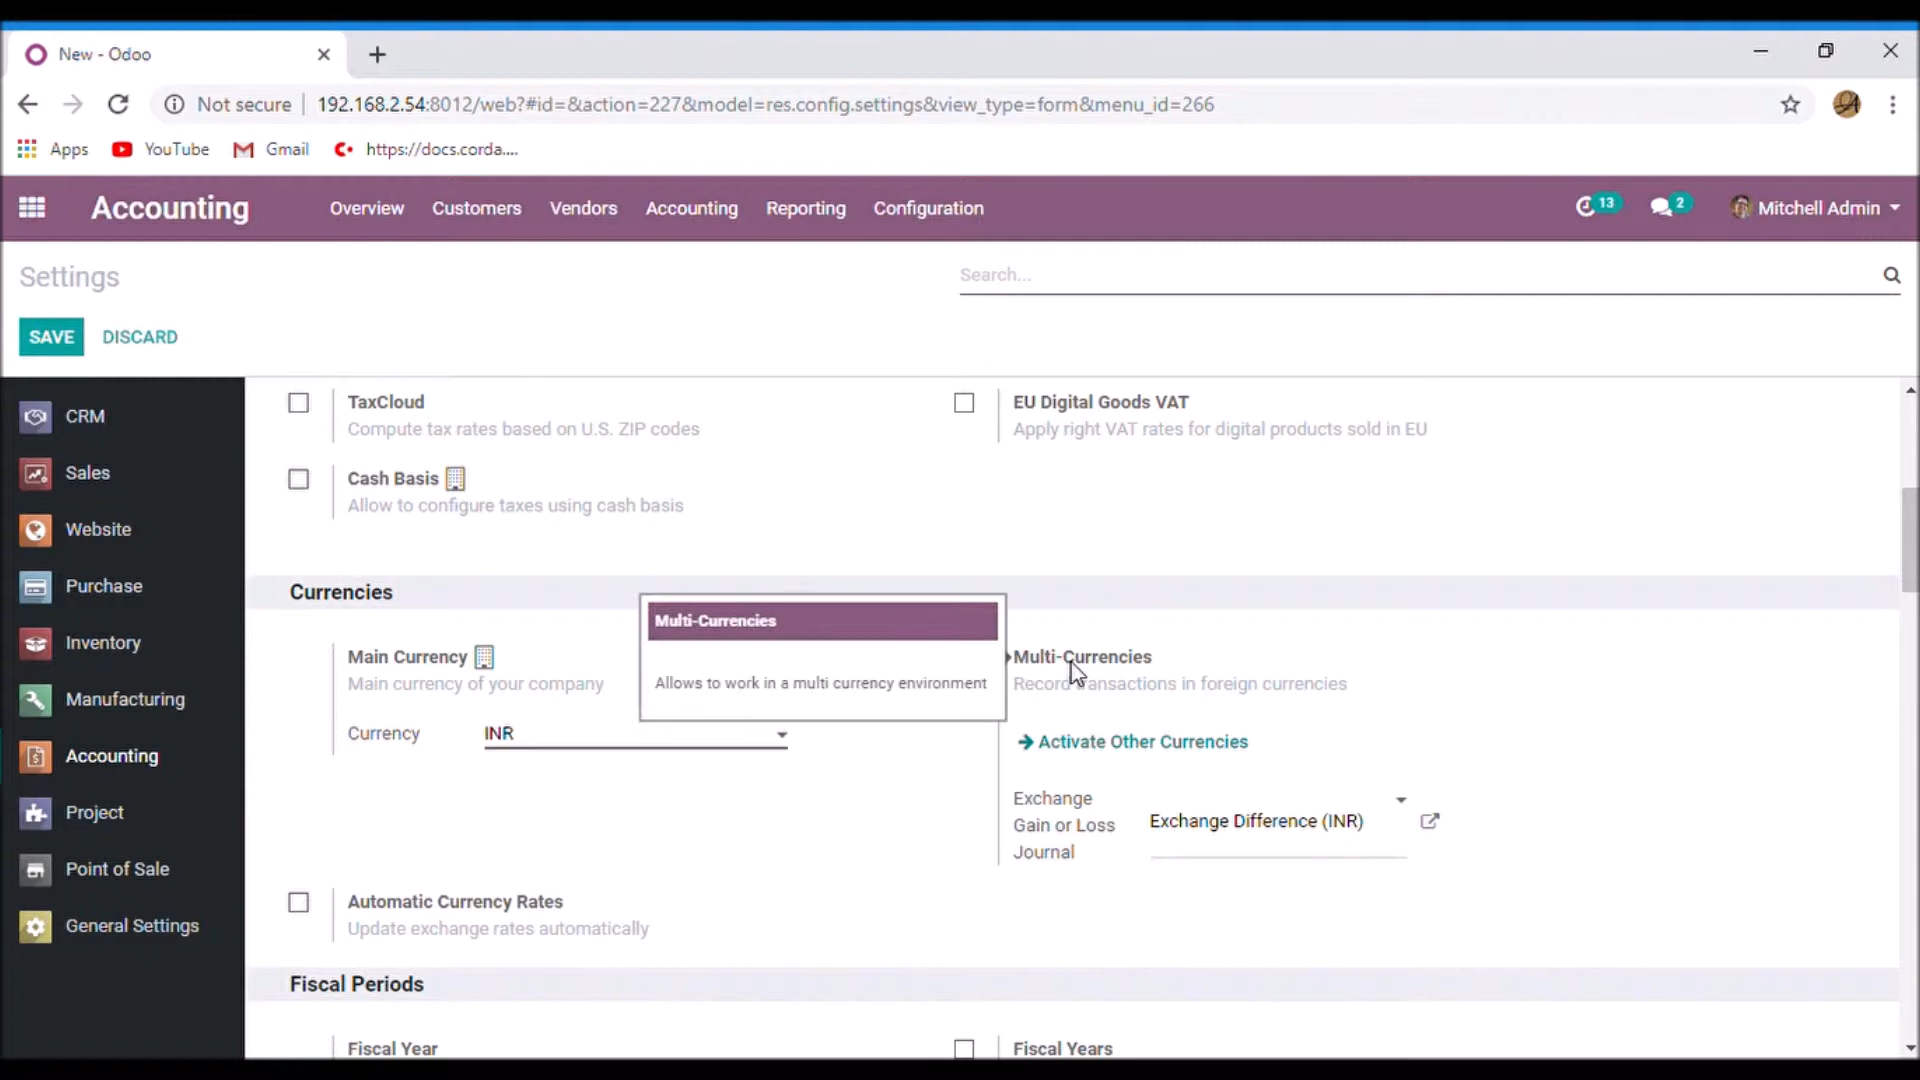 New - Odoo
Not secure
192.168.2.54:8012/web?#id=&action=227&model=res.config.settings&view_type=form&menu_id=266
Apps
YouTube
Gmail
https://docs.corda....
Accounting
Overview
Customers
Vendors
Accounting
Reporting
Configuration
13
2
Mitchell Admin
Settings
Search...
SAVE
DISCARD
CRM
Sales
Website
Purchase
Inventory
Manufacturing
Accounting
Project
Point of Sale
General Settings
TaxCloud
Compute tax rates based on U.S. ZIP codes
EU Digital Goods VAT
Apply right VAT rates for digital products sold in EU
Cash Basis
Allow to configure taxes using cash basis
Currencies
Main Currency
Main currency of your company
Currency
INR
Multi-Currencies
Allows to work in a multi currency environment
Multi-Currencies
Record transactions in foreign currencies
Activate Other Currencies
Exchange
Gain or Loss
Journal
Exchange Difference (INR)
Automatic Currency Rates
Update exchange rates automatically
Fiscal Periods
Fiscal Year
Fiscal Years